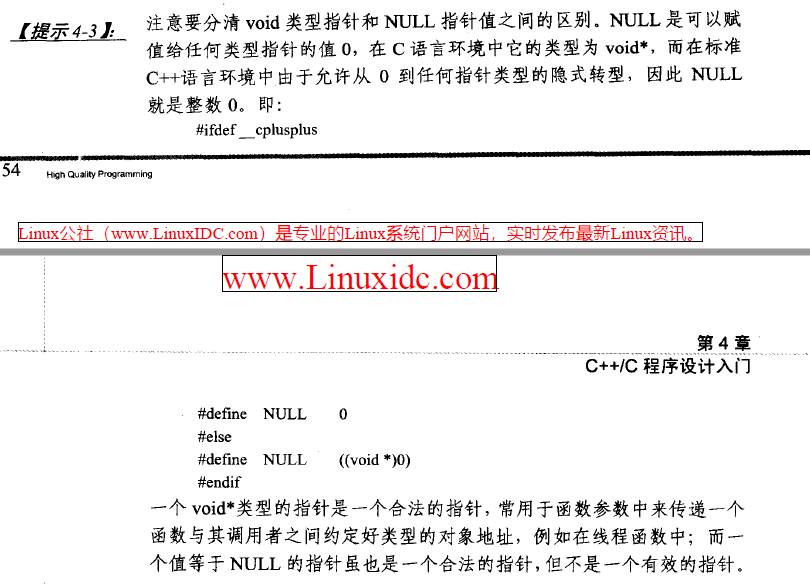 【提示 4-3】: 注意要分清 void 类型指针和 NULL 指针值之间的区别。NULL 是可以赋
值给任何类型指针的值 0，在 C 语言环境中它的类型为 void*，而在标准
C++语言环境中由于允许从 0 到任何指针类型的隐式转型，因此 NULL
就是整数 0。即：
#ifdef __cplusplus
54 High Quality Programming
Linux公社（www.LinuxIDC.com）是专业的Linux系统门户网站，实时发布最新Linux资讯。
www.Linuxidc.com
第 4 章
C++/C 程序设计入门
#define NULL 0
#else
#define NULL ((void *)0)
#endif
一个 void*类型的指针是一个合法的指针，常用于函数参数中来传递一个
函数与其调用者之间约定好类型的对象地址，例如在线程函数中；而一
个值等于 NULL 的指针虽也是一个合法的指针，但不是一个有效的指针。